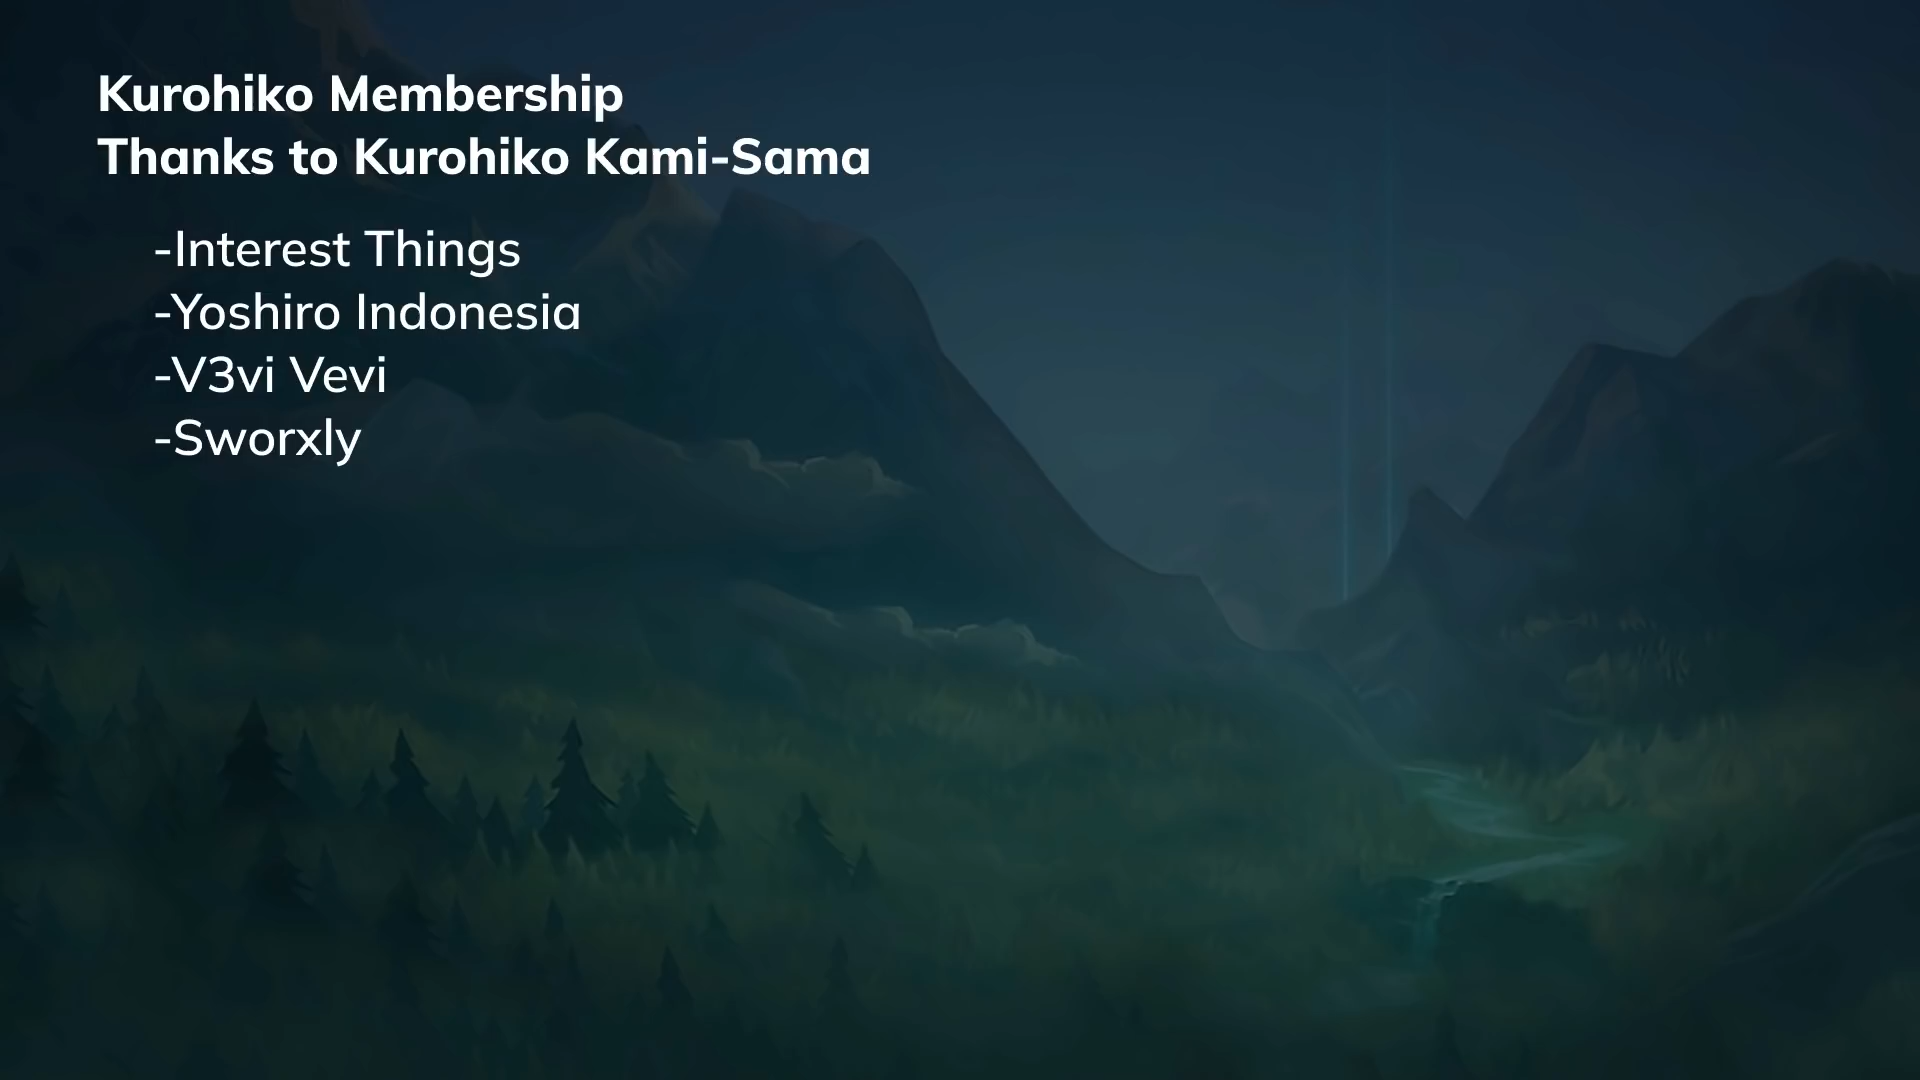 Kurohiko Membership
Thanks to Kurohiko Kami-Sama
-Interest Things
-Yoshiro Indonesia
-V3vi Vevi
-Sworxly